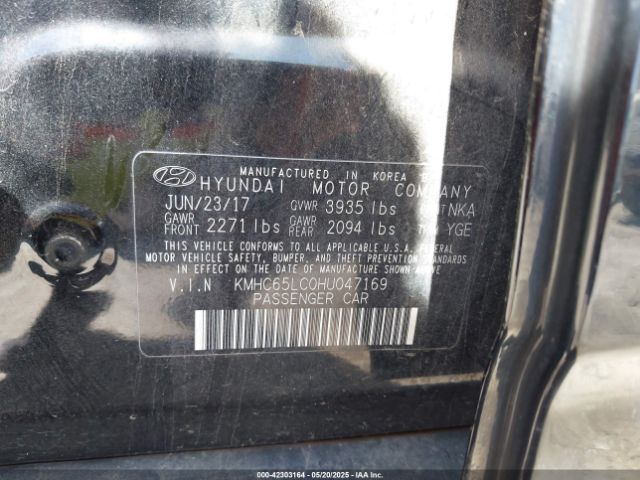 MANUFACTURED IN KOREA
HYUNDAI MOTOR COMPANY
JUN/23/17 GVWR 3935 lbs NKA
GAWR FRONT 2271 lbs GAWR REAR 2094 lbs YGE
THIS VEHICLE CONFORMS TO ALL APPLICABLE U.S.A. FEDERAL
MOTOR VEHICLE SAFETY, BUMPER, AND THEFT PREVENTION STANDARDS
IN EFFECT ON THE DATE OF MANUFACTURE SHOWN ABOVE.
V.I.N KMHC65LC0HU047169
PASSENGER CAR
000-42303164 - 05/20/2025 - IAAI.COM